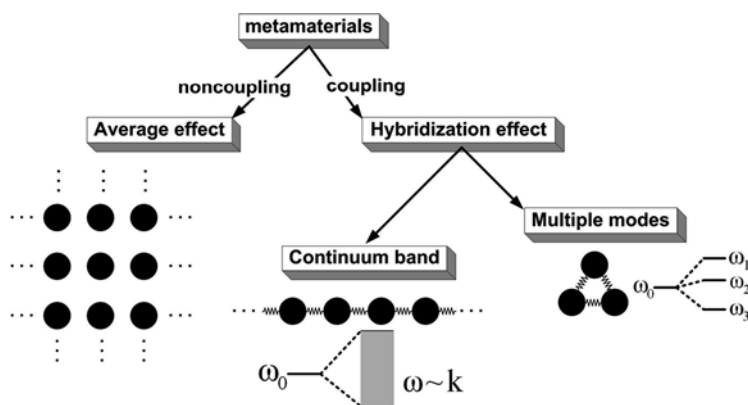 metamaterials
noncoupling
coupling
Average effect
Hybridization effect
Multiple modes
Continuum band
ω₀
ω₁
ω₂
ω₃
ω₀
ω~k